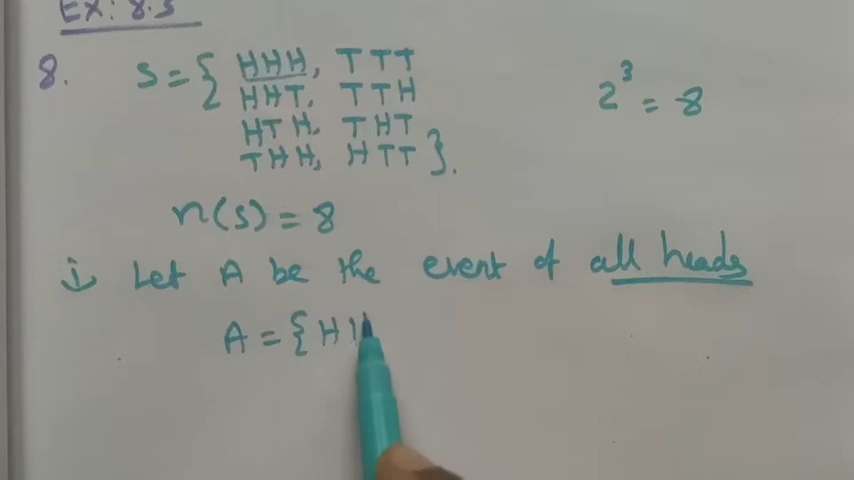 EX: 8.3
8. S = { HHH, TTT
HHT, TTH 2³ = 8
HTH, THT
THH, HTT }.
n(S) = 8
i) Let A be the event of all heads
A = { HH